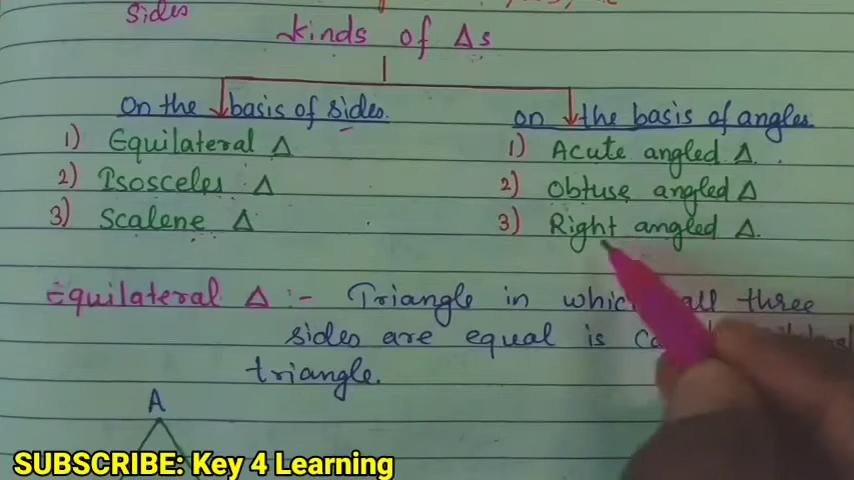 sides
kinds of Δs
on the basis of sides.
1) Equilateral Δ
2) Isosceles Δ
3) Scalene Δ
on the basis of angles
1) Acute angled Δ.
2) Obtuse angled Δ
3) Right angled Δ.
Equilateral Δ :- Triangle in which all three
sides are equal is
triangle.
A
SUBSCRIBE: Key 4 Learning